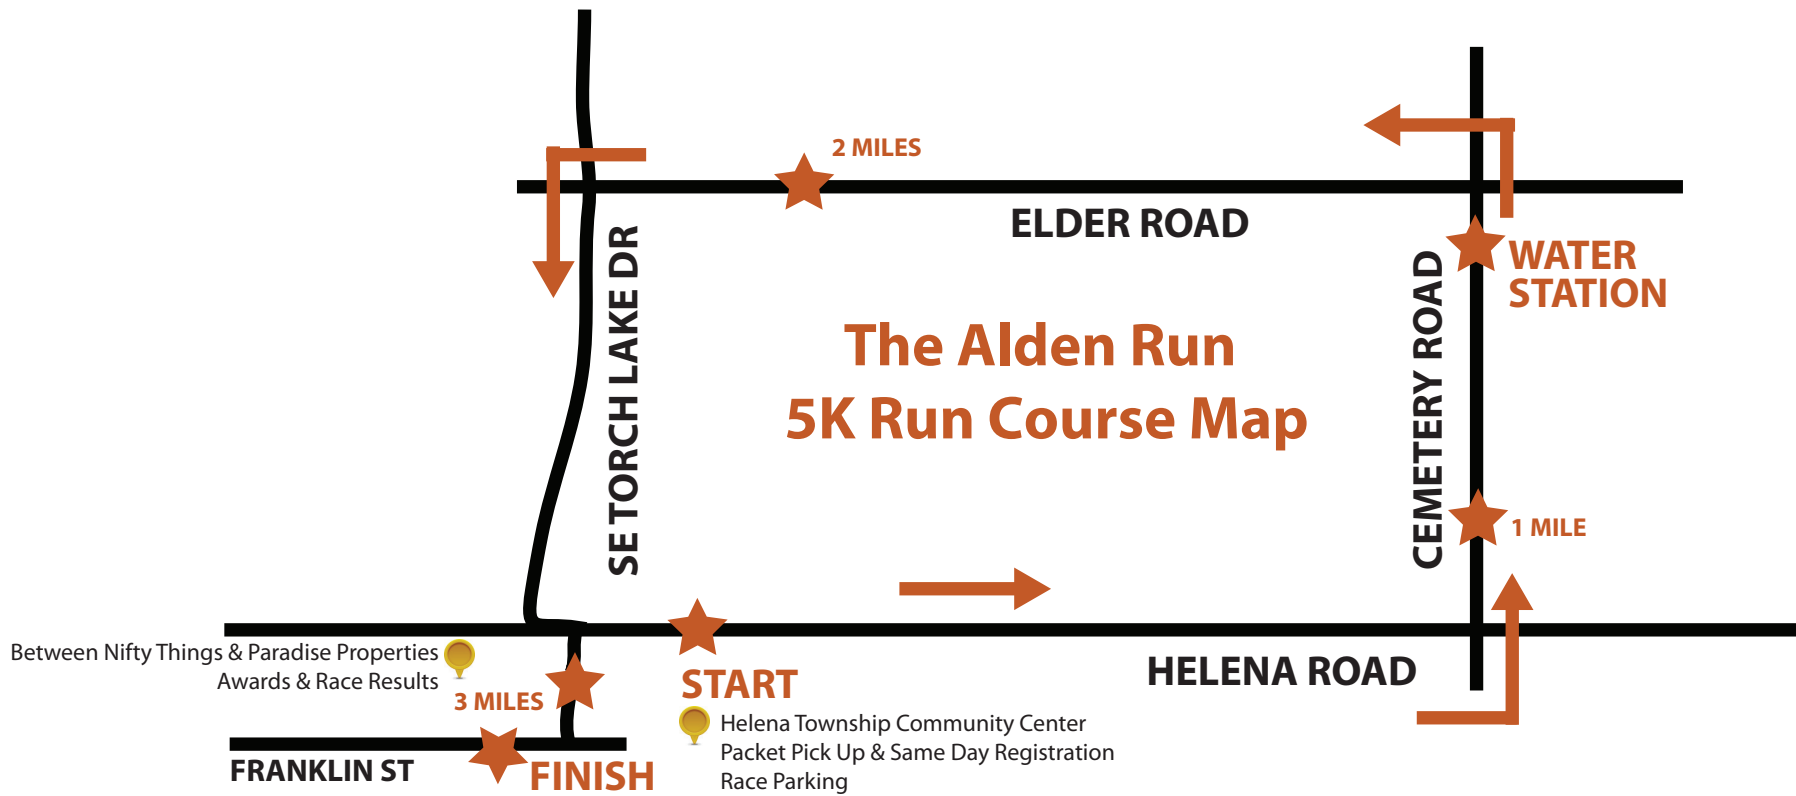 2 MILES
ELDER ROAD
WATER
STATION
SE TORCH LAKE DR
CEMETERY ROAD
The Alden Run
5K Run Course Map
1 MILE
Between Nifty Things & Paradise Properties
Awards & Race Results
3 MILES
START
HELENA ROAD
Helena Township Community Center
Packet Pick Up & Same Day Registration
Race Parking
FRANKLIN ST
FINISH